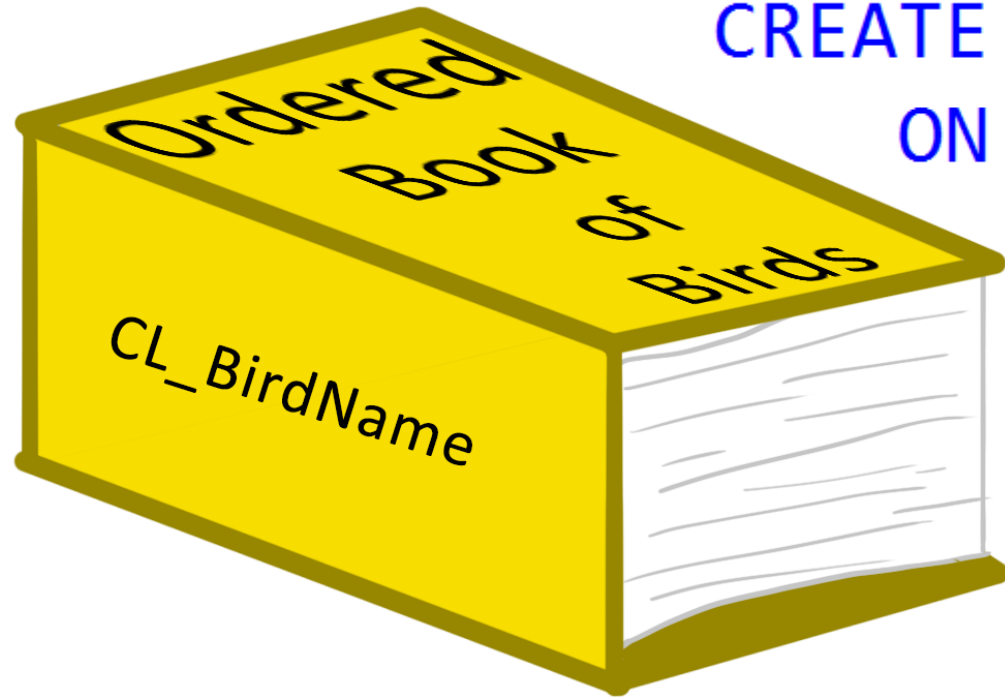 CREATE
ON
Ordered
Book
of
Birds
CL_BirdName